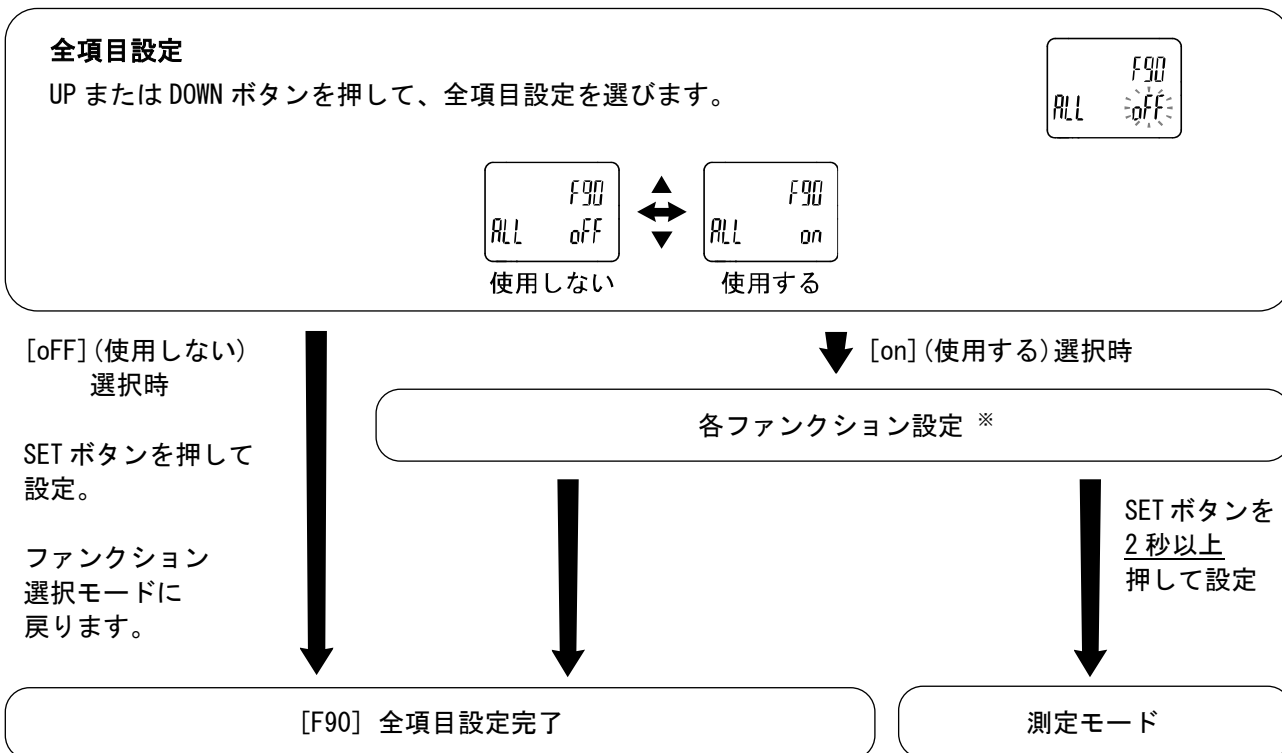 全項目設定
UP または DOWN ボタンを押して、全項目設定を選びます。
F90
ALL oFF
F90
ALL oFF
使用しない
F90
ALL on
使用する
[oFF](使用しない)
選択時
SET ボタンを押して
設定。
ファンクション
選択モードに
戻ります。
[on](使用する)選択時
各ファンクション設定 ※
SET ボタンを
2 秒以上
押して設定
[F90] 全項目設定完了
測定モード